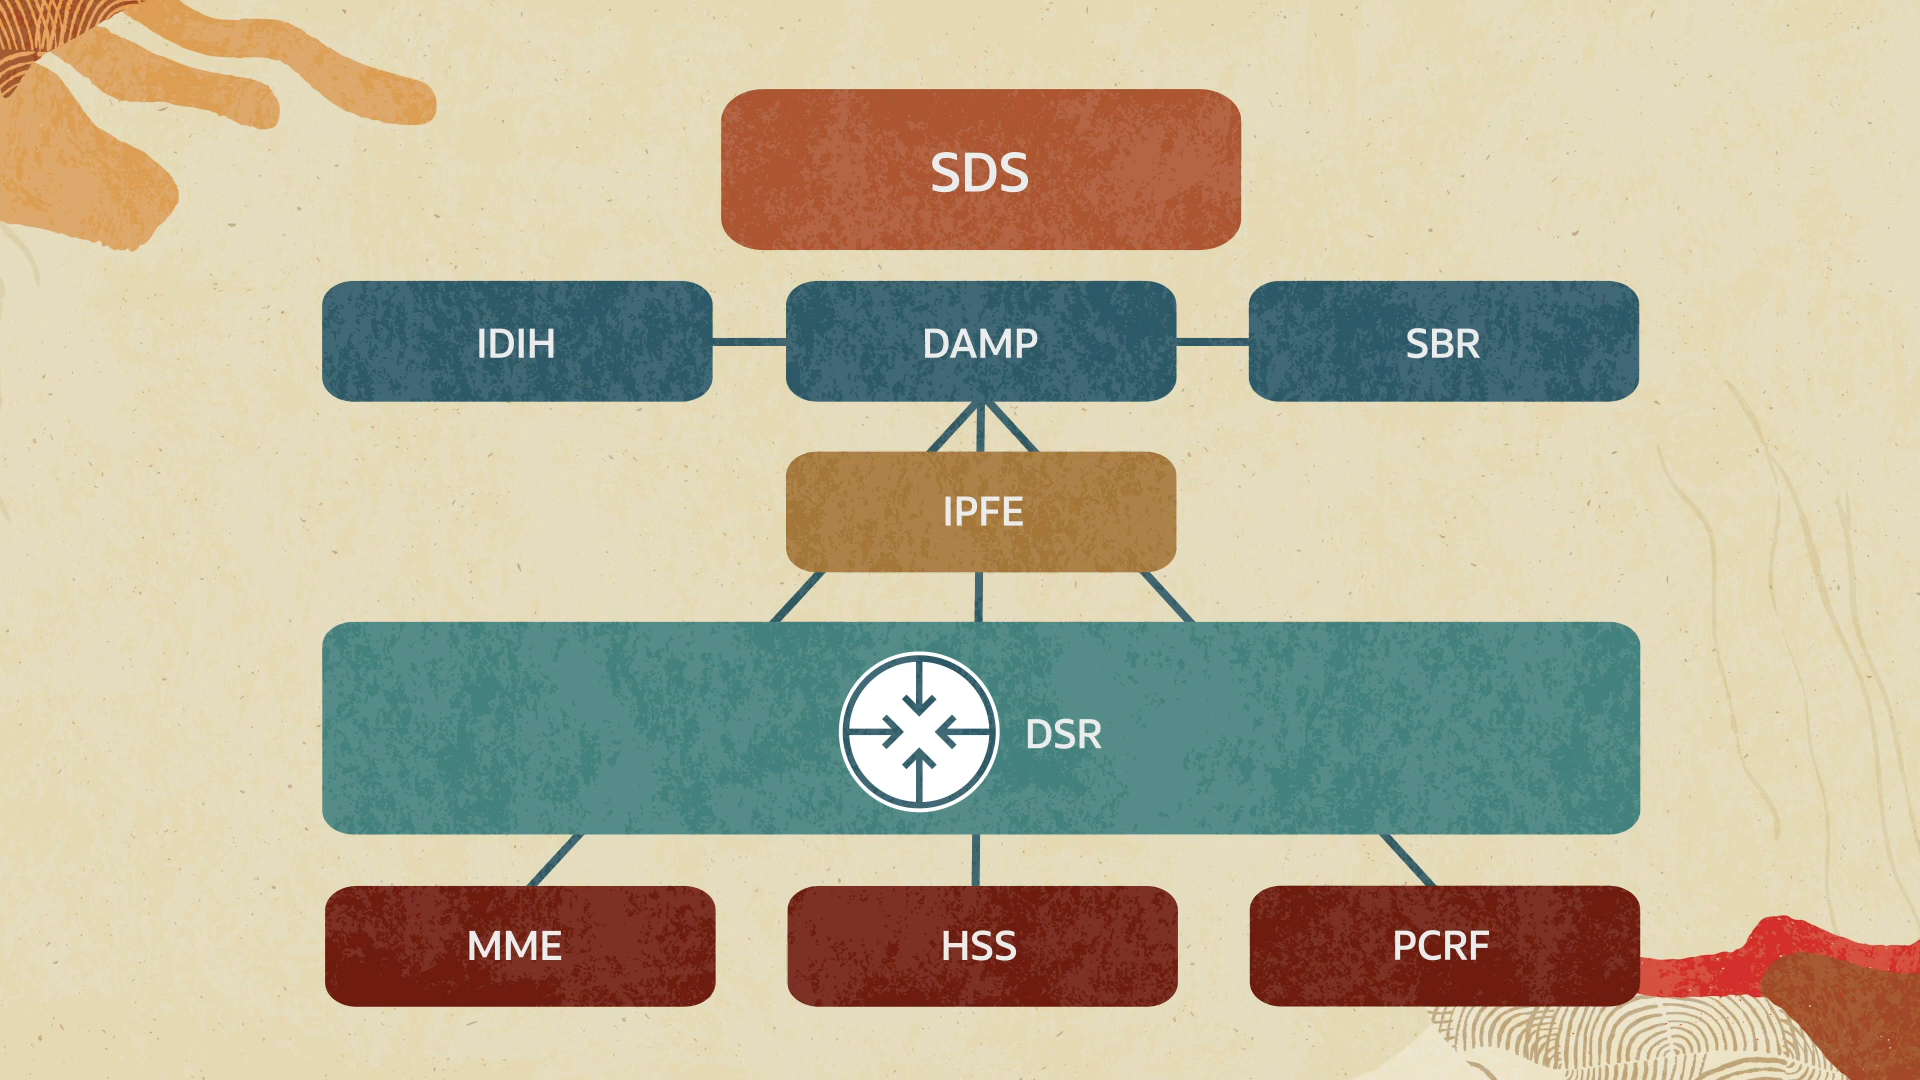 SDS
IDIH
DAMP
SBR
IPFE
DSR
MME
HSS
PCRF